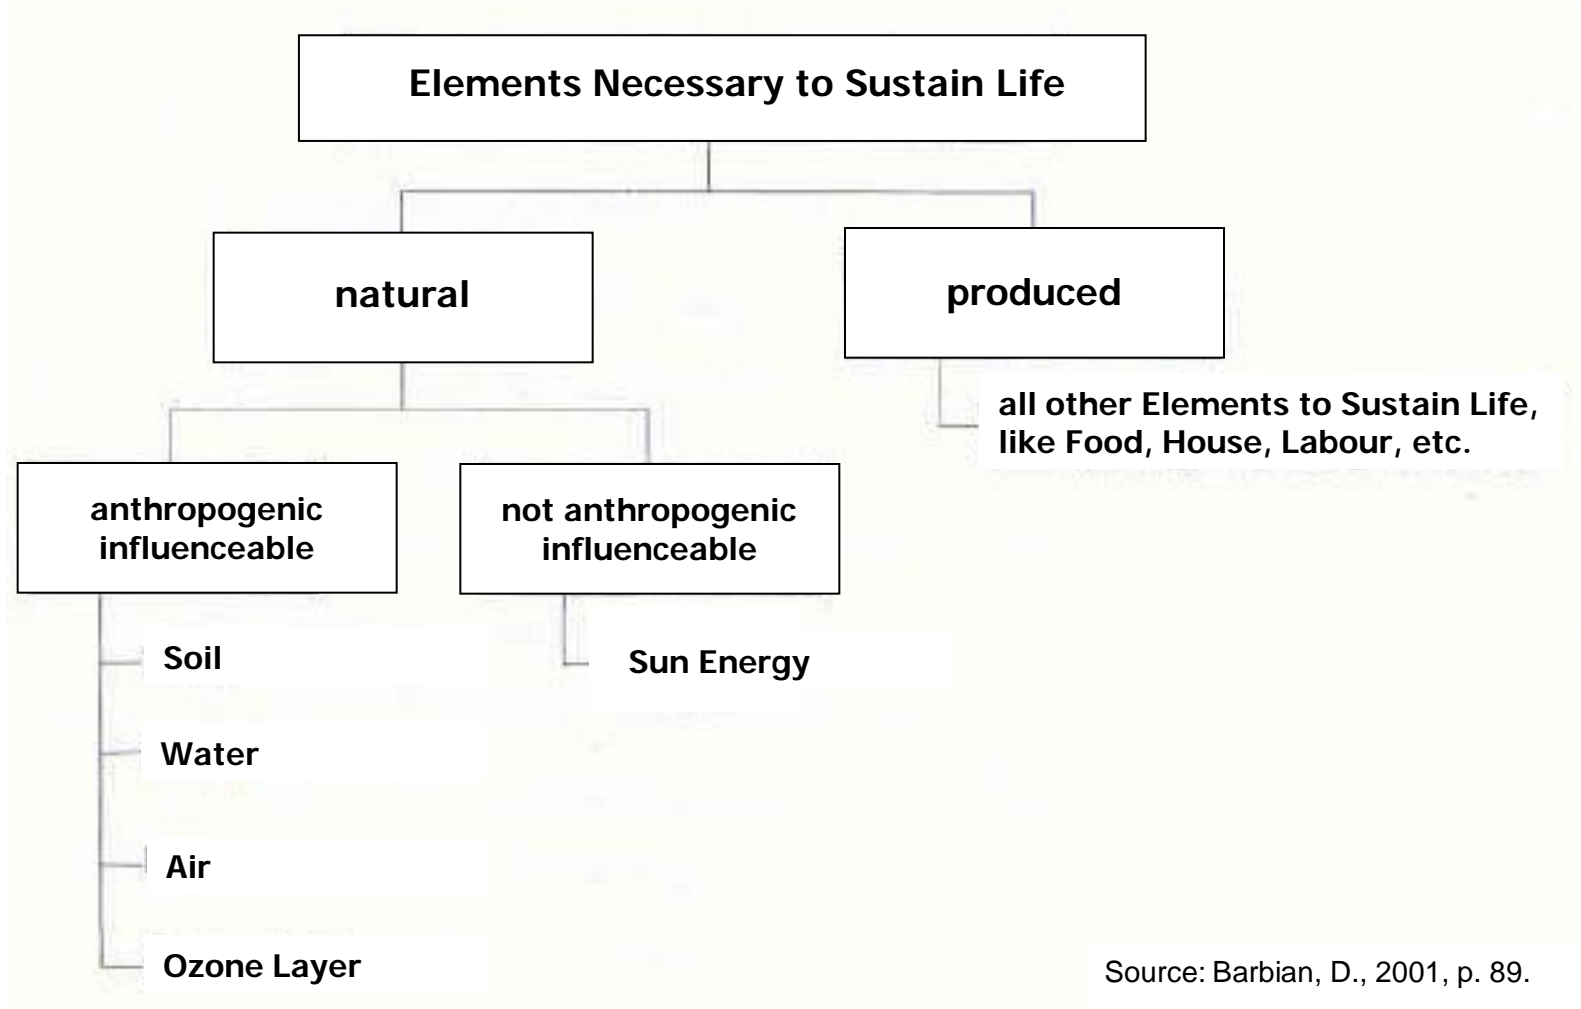 Elements Necessary to Sustain Life
natural
produced
all other Elements to Sustain Life,
like Food, House, Labour, etc.
anthropogenic
influenceable
not anthropogenic
influenceable
Soil
Water
Air
Ozone Layer
Sun Energy
Source: Barbian, D., 2001, p. 89.